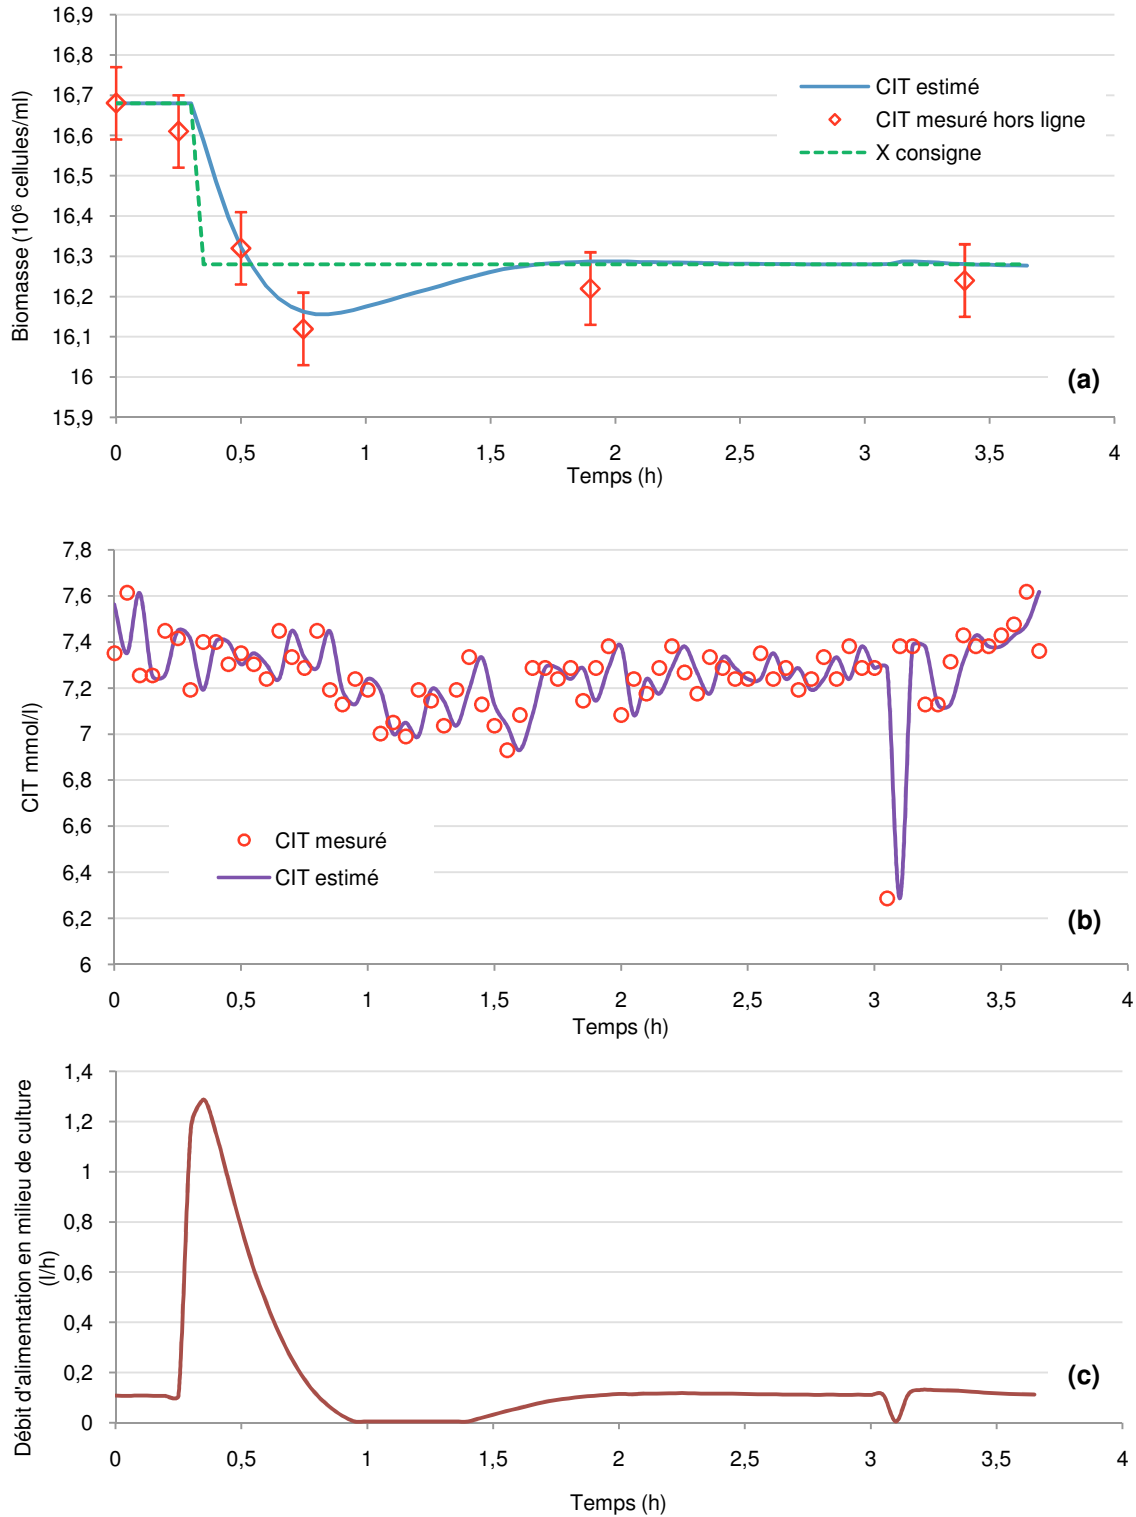 16,9
16,8
16,7
16,6
16,5
16,4
16,3
16,2
16,1
16
15,9
Biomasse (10⁶ cellules/ml)
CIT estimé
CIT mesuré hors ligne
X consigne
(a)
0 0,5 1 1,5 2 2,5 3 3,5 4
Temps (h)
7,8
7,6
7,4
7,2
7
6,8
6,6
6,4
6,2
6
CIT mmol/l
CIT mesuré
CIT estimé
(b)
0 0,5 1 1,5 2 2,5 3 3,5 4
Temps (h)
1,4
1,2
1
0,8
0,6
0,4
0,2
0
Débit d'alimentation en milieu de culture
(l/h)
(c)
0 0,5 1 1,5 2 2,5 3 3,5 4
Temps (h)